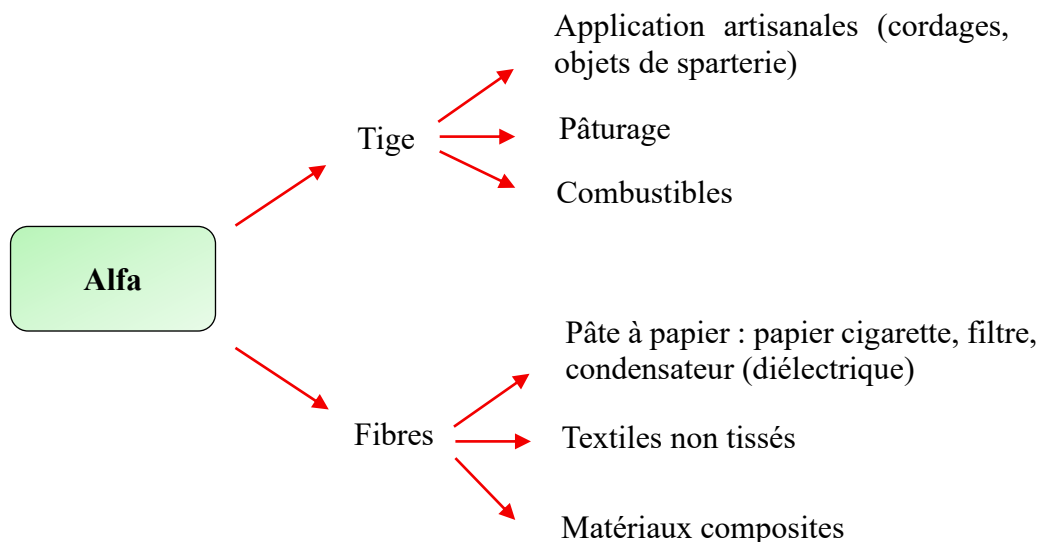 Application artisanales (cordages,
objets de sparterie)
Tige
Pâturage
Combustibles
Alfa
Pâte à papier : papier cigarette, filtre,
condensateur (diélectrique)
Fibres
Textiles non tissés
Matériaux composites